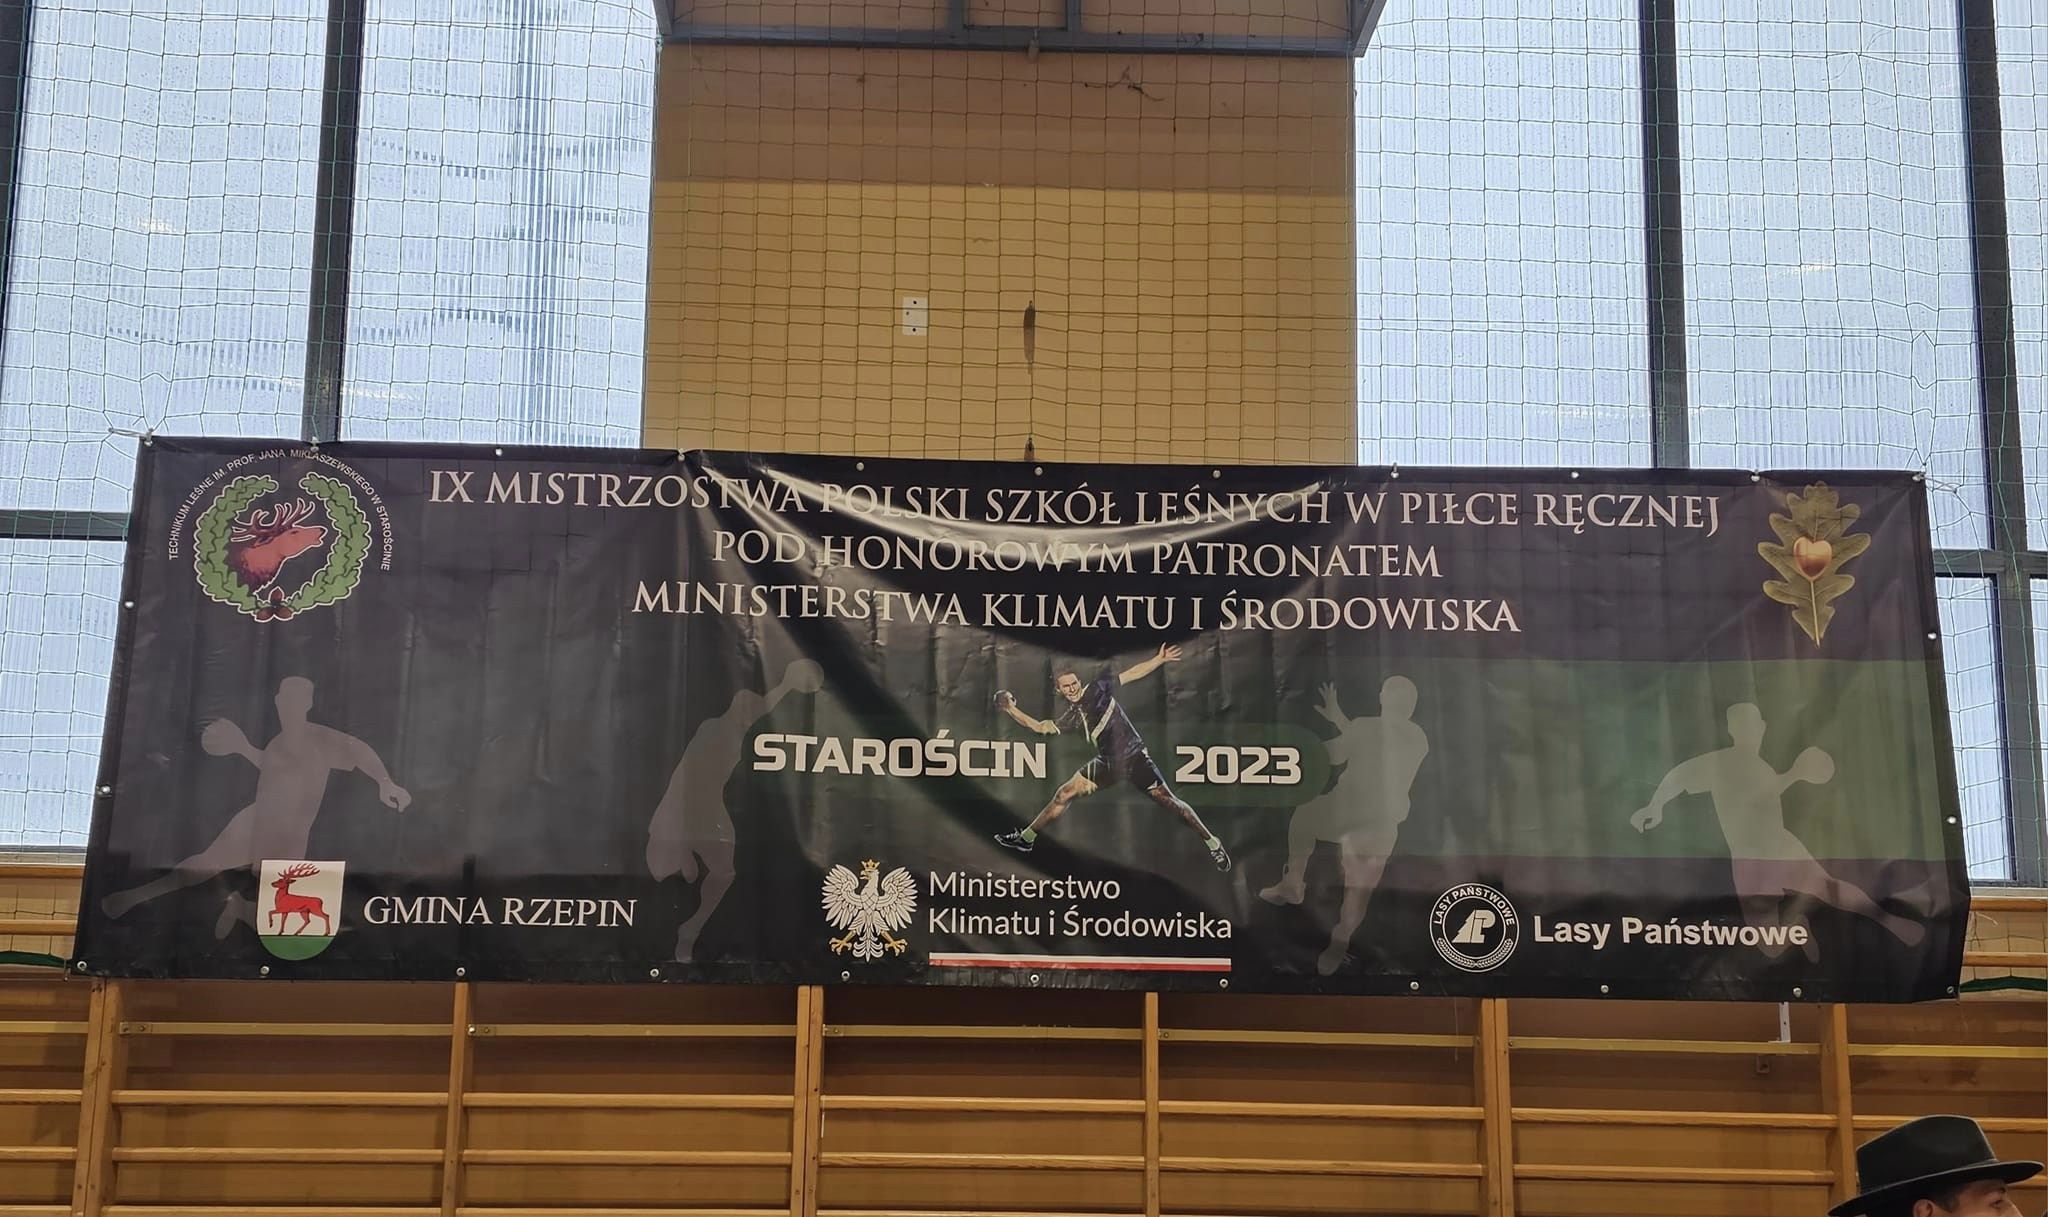 TECHNIKUM LEŚNE IM. PROF. JANA MIKLASZEWSKIEGO W STAROŚCINIE
IX MISTRZOSTWA POLSKI SZKÓŁ LEŚNYCH W PIŁCE RĘCZNEJ
POD HONOROWYM PATRONATEM
MINISTERSTWA KLIMATU I ŚRODOWISKA
STAROŚCIN 2023
GMINA RZEPIN
Ministerstwo
Klimatu i Środowiska
LASY PAŃSTWOWE
LP
Lasy Państwowe